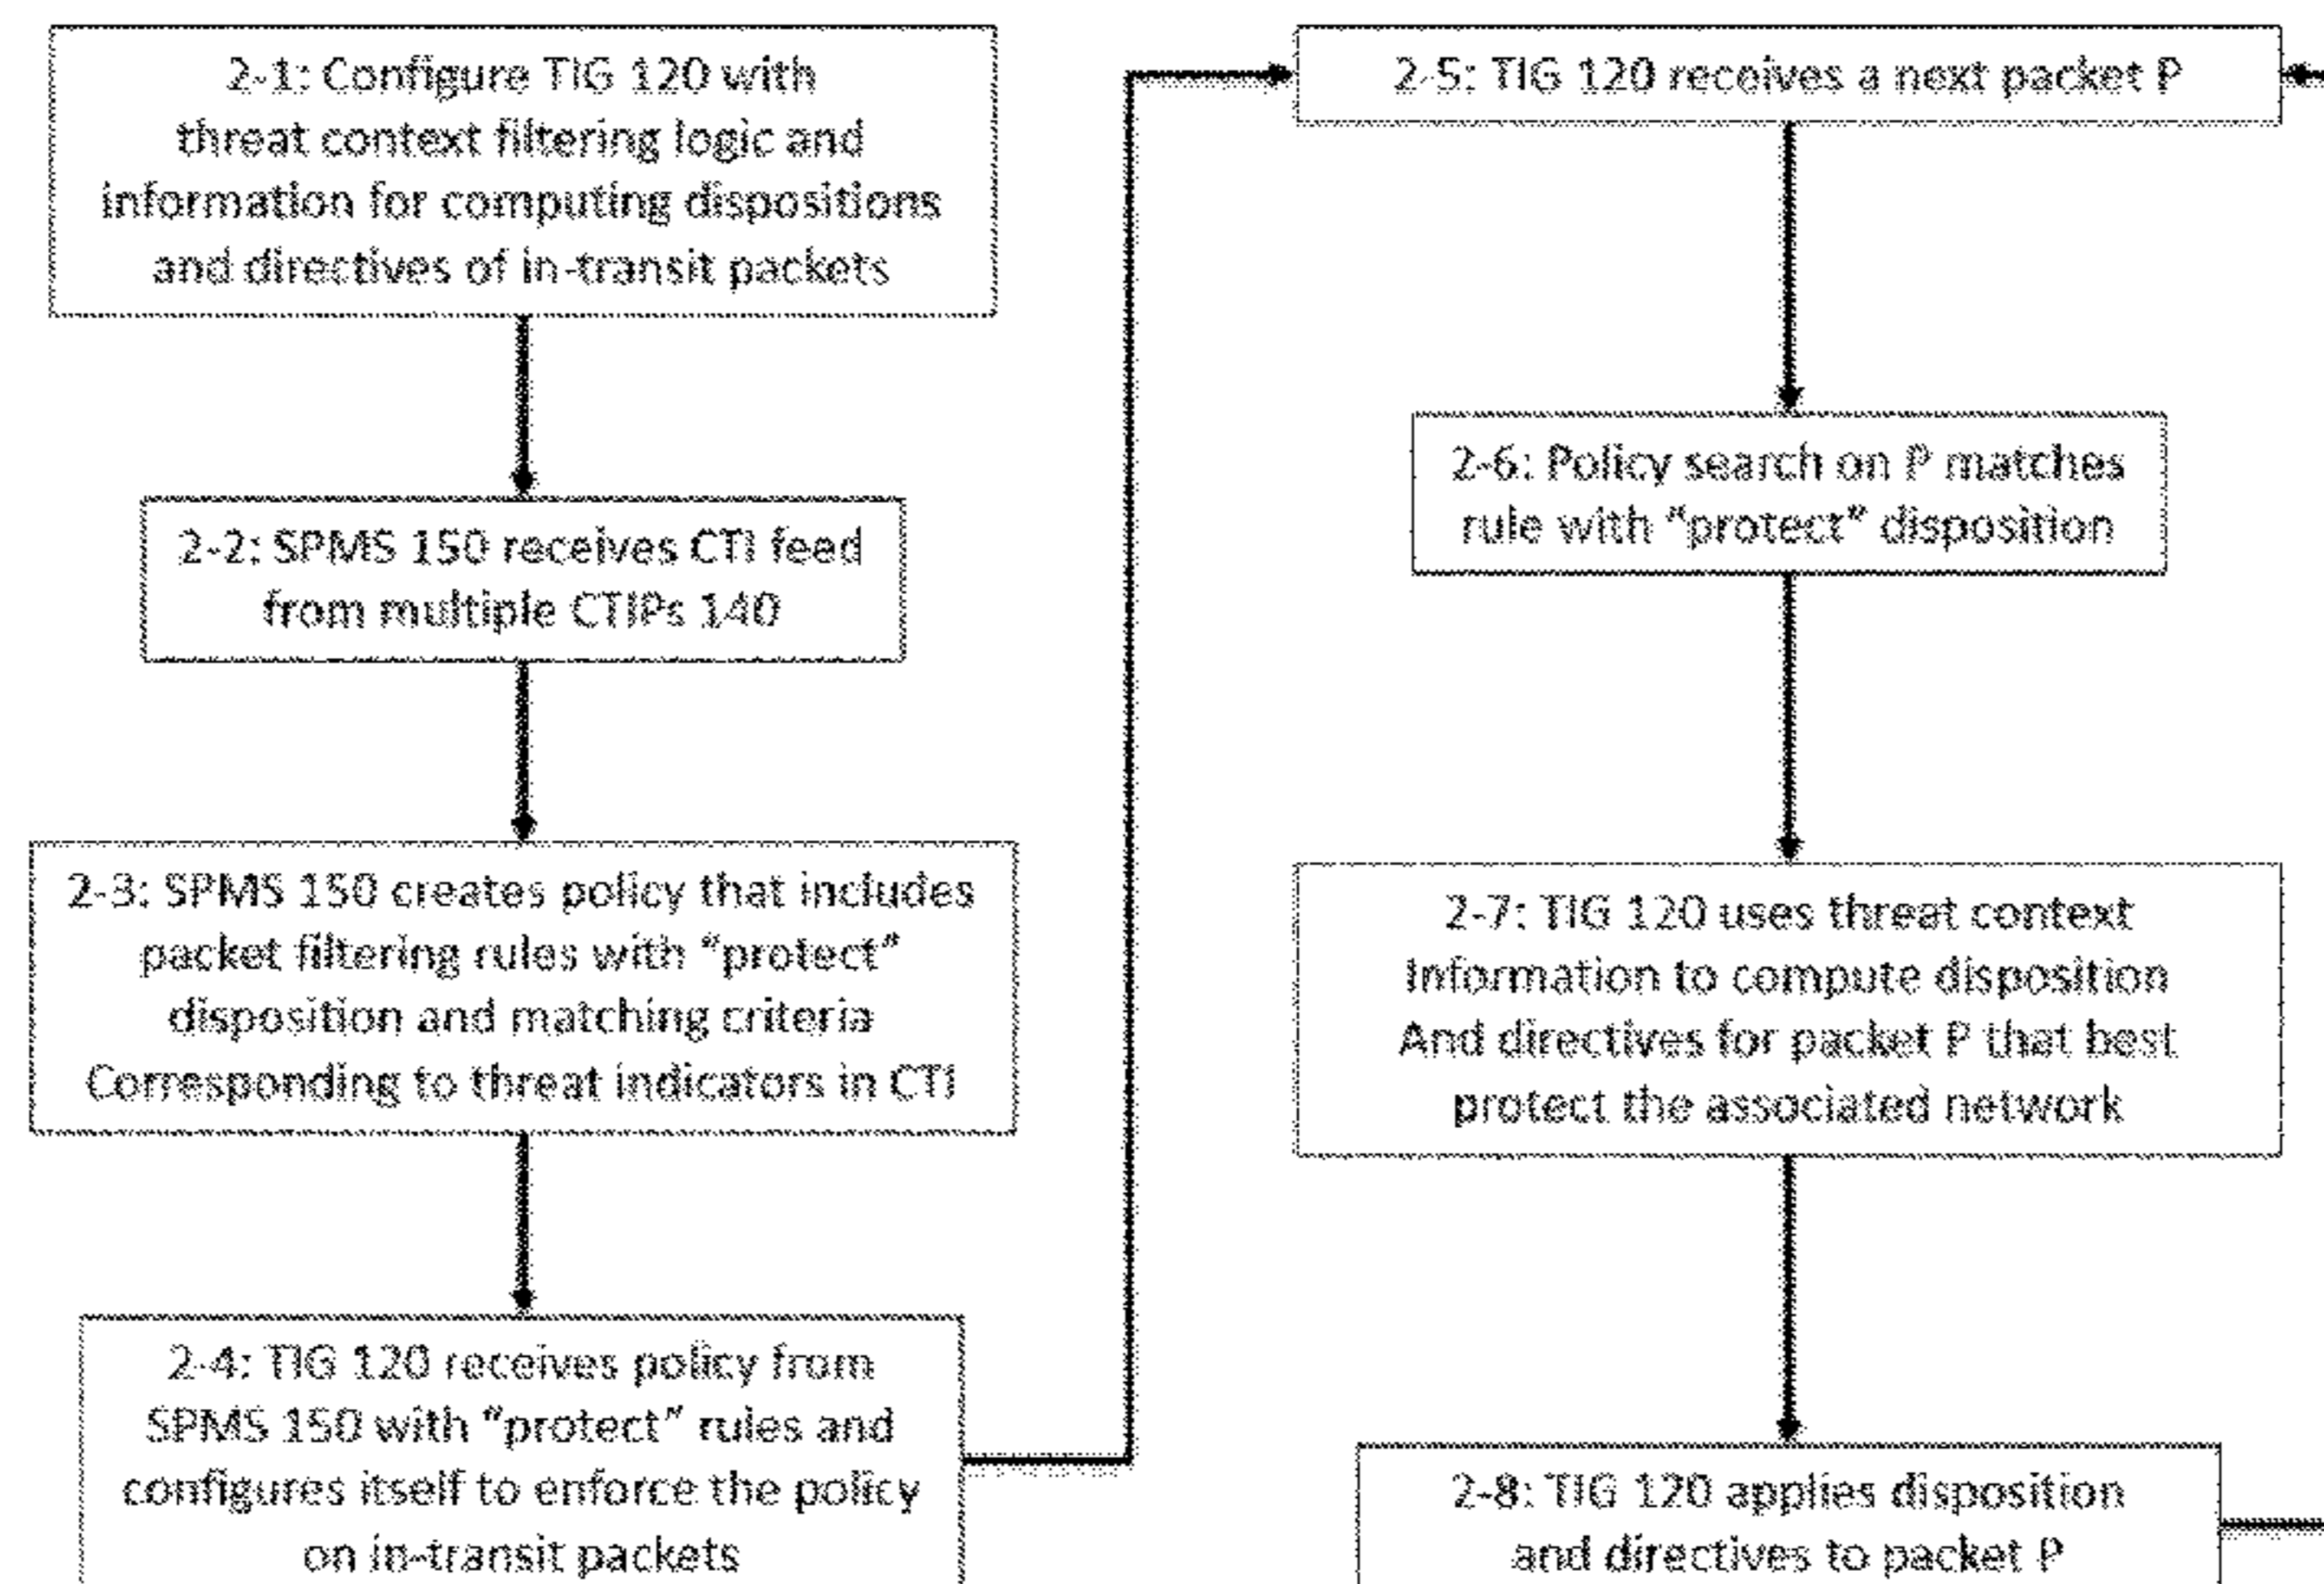 2-1: Configure TIG 120 with
threat context filtering logic and
information for computing dispositions
and directives of in-transit packets
2-2: SPMS 150 receives CTI feed
from multiple CTIPs 140
2-3: SPMS 150 creates policy that includes
packet filtering rules with “protect”
disposition and matching criteria
Corresponding to threat indicators in CTI
2-4: TIG 120 receives policy from
SPMS 150 with “protect” rules and
configures itself to enforce the policy
on in-transit packets
2-5: TIG 120 receives a next packet P
2-6: Policy search on P matches
rule with “protect” disposition
2-7: TIG 120 uses threat context
Information to compute disposition
And directives for packet P that best
protect the associated network
2-8: TIG 120 applies disposition
and directives to packet P